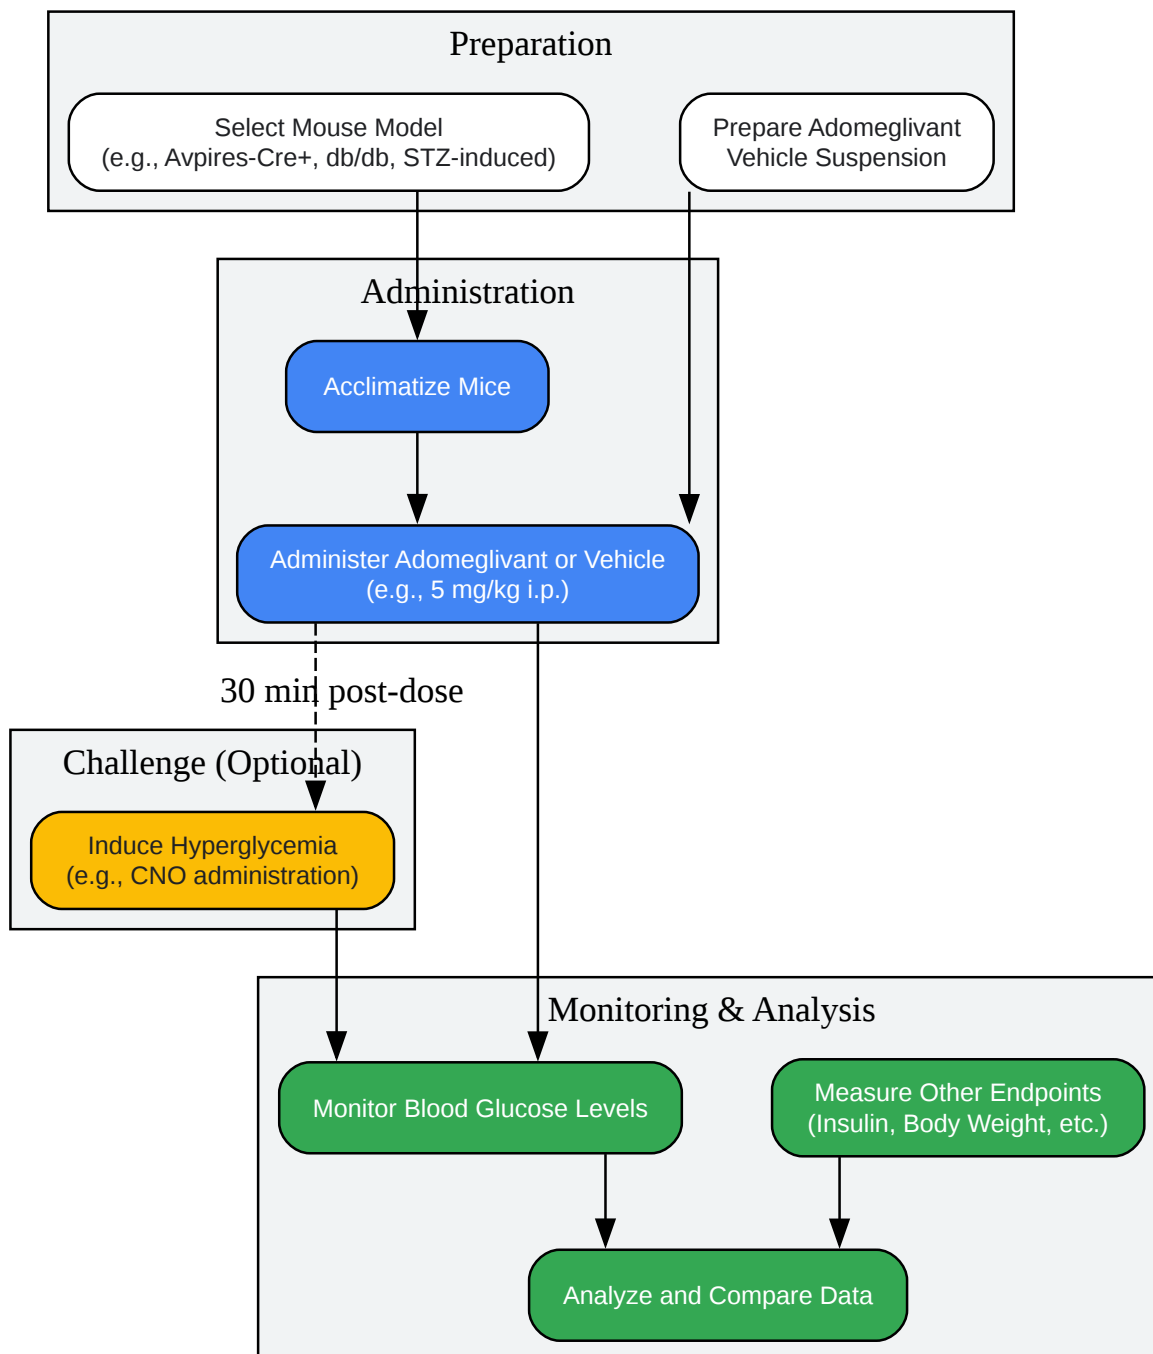 Preparation
Select Mouse Model
(e.g., Avpires-Cre+, db/db, STZ-induced)
Prepare Adomeglivant
Vehicle Suspension
Administration
Acclimatize Mice
Administer Adomeglivant or Vehicle
(e.g., 5 mg/kg i.p.)
30 min post-dose
Challenge (Optional)
Induce Hyperglycemia
(e.g., CNO administration)
Monitoring & Analysis
Monitor Blood Glucose Levels
Measure Other Endpoints
(Insulin, Body Weight, etc.)
Analyze and Compare Data